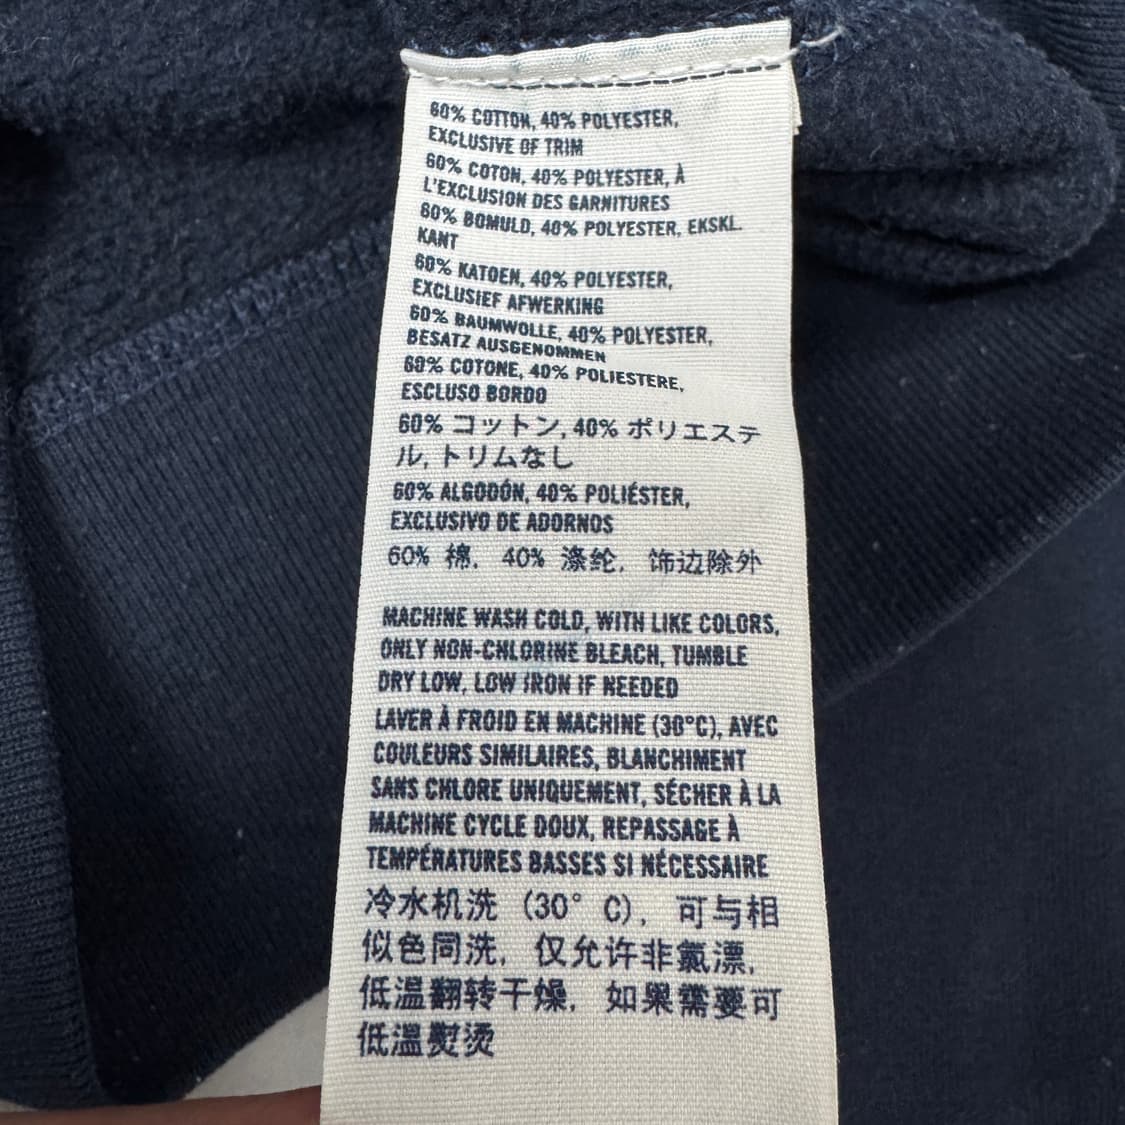 60% COTTON, 40% POLYESTER,
EXCLUSIVE OF TRIM
60% COTON, 40% POLYESTER, À
L'EXCLUSION DES GARNITURES
60% BOMULD, 40% POLYESTER, EKSKL.
KANT
60% KATOEN, 40% POLYESTER,
EXCLUSIEF AFWERKING
60% BAUMWOLLE, 40% POLYESTER,
BESATZ AUSGENOMMEN
60% COTONE, 40% POLIESTERE,
ESCLUSO BORDO
60% コットン, 40% ポリエステ
ル, トリムなし
60% ALGODÓN, 40% POLIÉSTER,
EXCLUSIVO DE ADORNOS
60% 棉, 40% 涤纶, 饰边除外
MACHINE WASH COLD, WITH LIKE COLORS,
ONLY NON-CHLORINE BLEACH, TUMBLE
DRY LOW, LOW IRON IF NEEDED
LAVER À FROID EN MACHINE (30°C), AVEC
COULEURS SIMILAIRES, BLANCHIMENT
SANS CHLORE UNIQUEMENT, SÉCHER À LA
MACHINE CYCLE DOUX, REPASSAGE À
TEMPÉRATURES BASSES SI NÉCESSAIRE
冷水机洗 (30° C), 可与相
似色同洗, 仅允许非氯漂,
低温翻转干燥, 如果需要可
低温熨烫